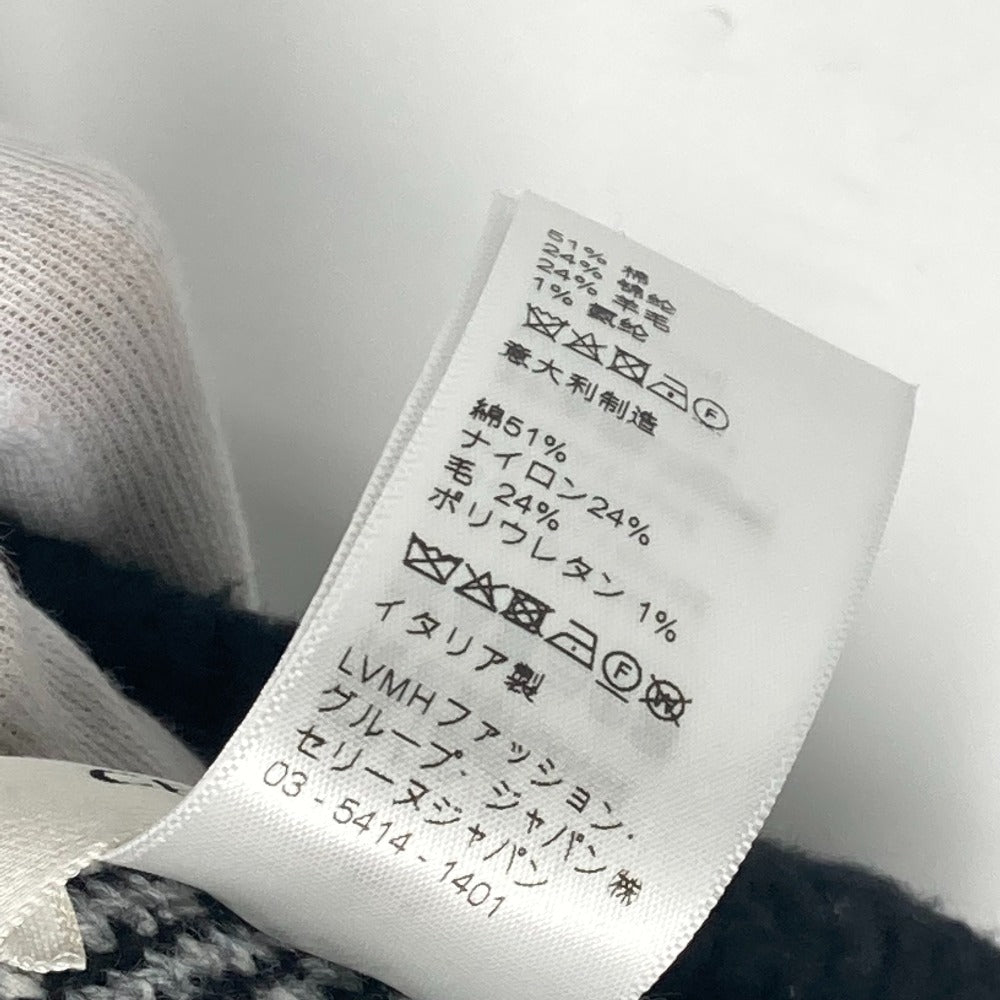 51% 棉
24% 锦纶
24% 羊毛
1% 氨纶
F
意大利制造
綿51%
ナイロン24%
毛 24%
ポリウレタン 1%
F W
イタリア製
LVMHファッション・
グループ・ジャパン㈱
セリーヌジャパン
03-5414-1401